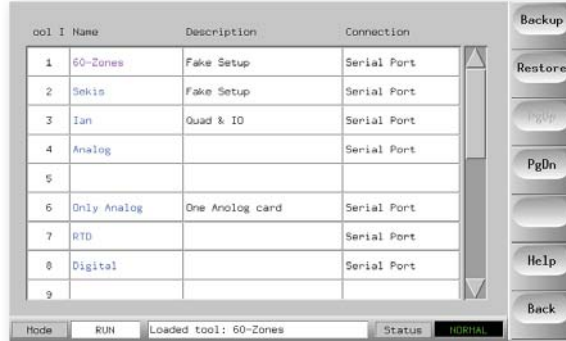 ool I Name Description Connection
1 60-Zones Fake Setup Serial Port
2 Sekis Fake Setup Serial Port
3 Ian Quad & IO Serial Port
4 Analog Serial Port
5
6 Only Analog One Anolog card Serial Port
7 RTD Serial Port
8 Digital Serial Port
9
Mode RUN Loaded tool: 60-Zones Status NORMAL
Backup
Restore
PgUp
PgDn
Help
Back